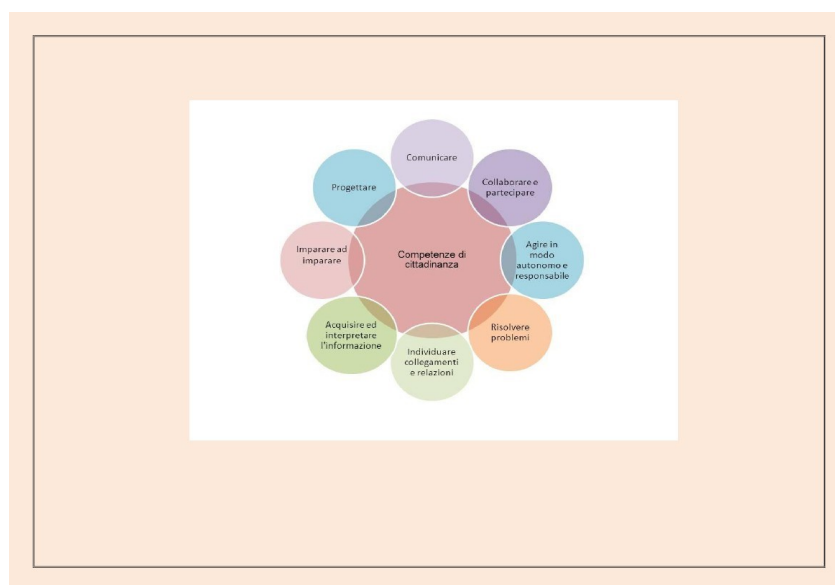 Comunicare
Collaborare e
partecipare
Agire in
modo
autonomo e
responsabile
Risolvere
problemi
Individuare
collegamenti
e relazioni
Acquisire ed
interpretare
l'informazione
Imparare ad
imparare
Progettare
Competenze di
cittadinanza